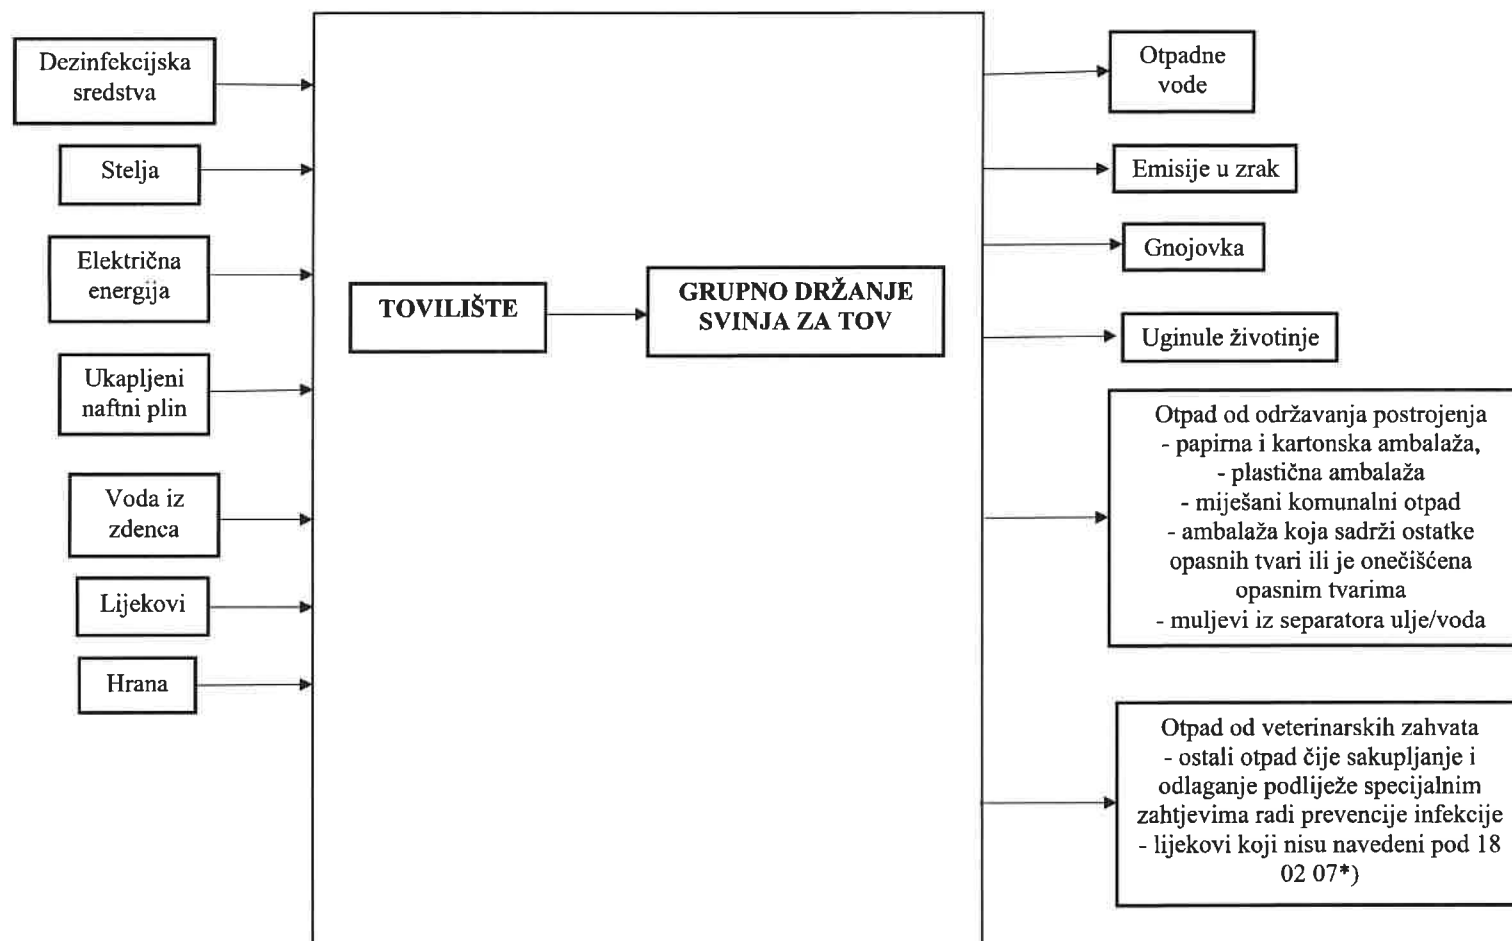 Dezinfekcijska
sredstva
Stelja
Električna
energija
Ukapljeni
naftni plin
Voda iz
zdenca
Lijekovi
Hrana
TOVILIŠTE
GRUPNO DRŽANJE
SVINJA ZA TOV
Otpadne
vode
Emisije u zrak
Gnojovka
Uginule životinje
Otpad od održavanja postrojenja
- papirna i kartonska ambalaža,
- plastična ambalaža
- miješani komunalni otpad
- ambalaža koja sadrži ostatke
opasnih tvari ili je onečišćena
opasnim tvarima
- muljevi iz separatora ulje/voda
Otpad od veterinarskih zahvata
- ostali otpad čije sakupljanje i
odlaganje podliježe specijalnim
zahtjevima radi prevencije infekcije
- lijekovi koji nisu navedeni pod 18
02 07*)